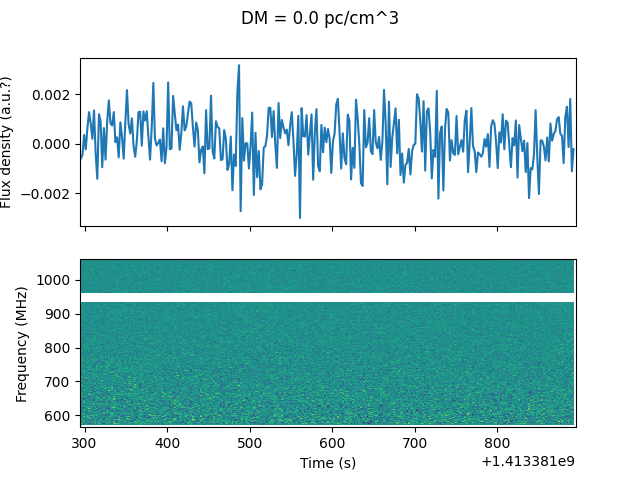 DM = 0.0 pc/cm^3
Flux density (a.u.?)
0.002
0.000
−0.002
Frequency (MHz)
1000
900
800
700
600
300 400 500 600 700 800
Time (s)
+1.413381e9